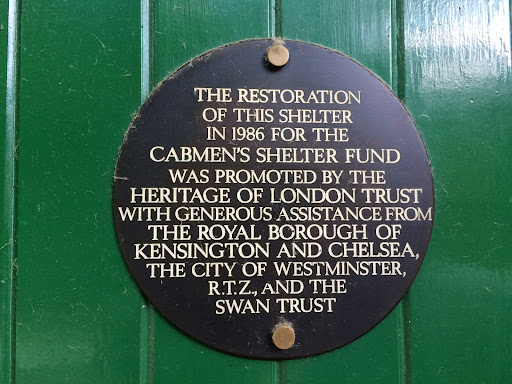 THE RESTORATION
OF THIS SHELTER
IN 1986 FOR THE
CABMEN'S SHELTER FUND
WAS PROMOTED BY THE
HERITAGE OF LONDON TRUST
WITH GENEROUS ASSISTANCE FROM
THE ROYAL BOROUGH OF
KENSINGTON AND CHELSEA,
THE CITY OF WESTMINSTER,
R.T.Z., AND THE
SWAN TRUST